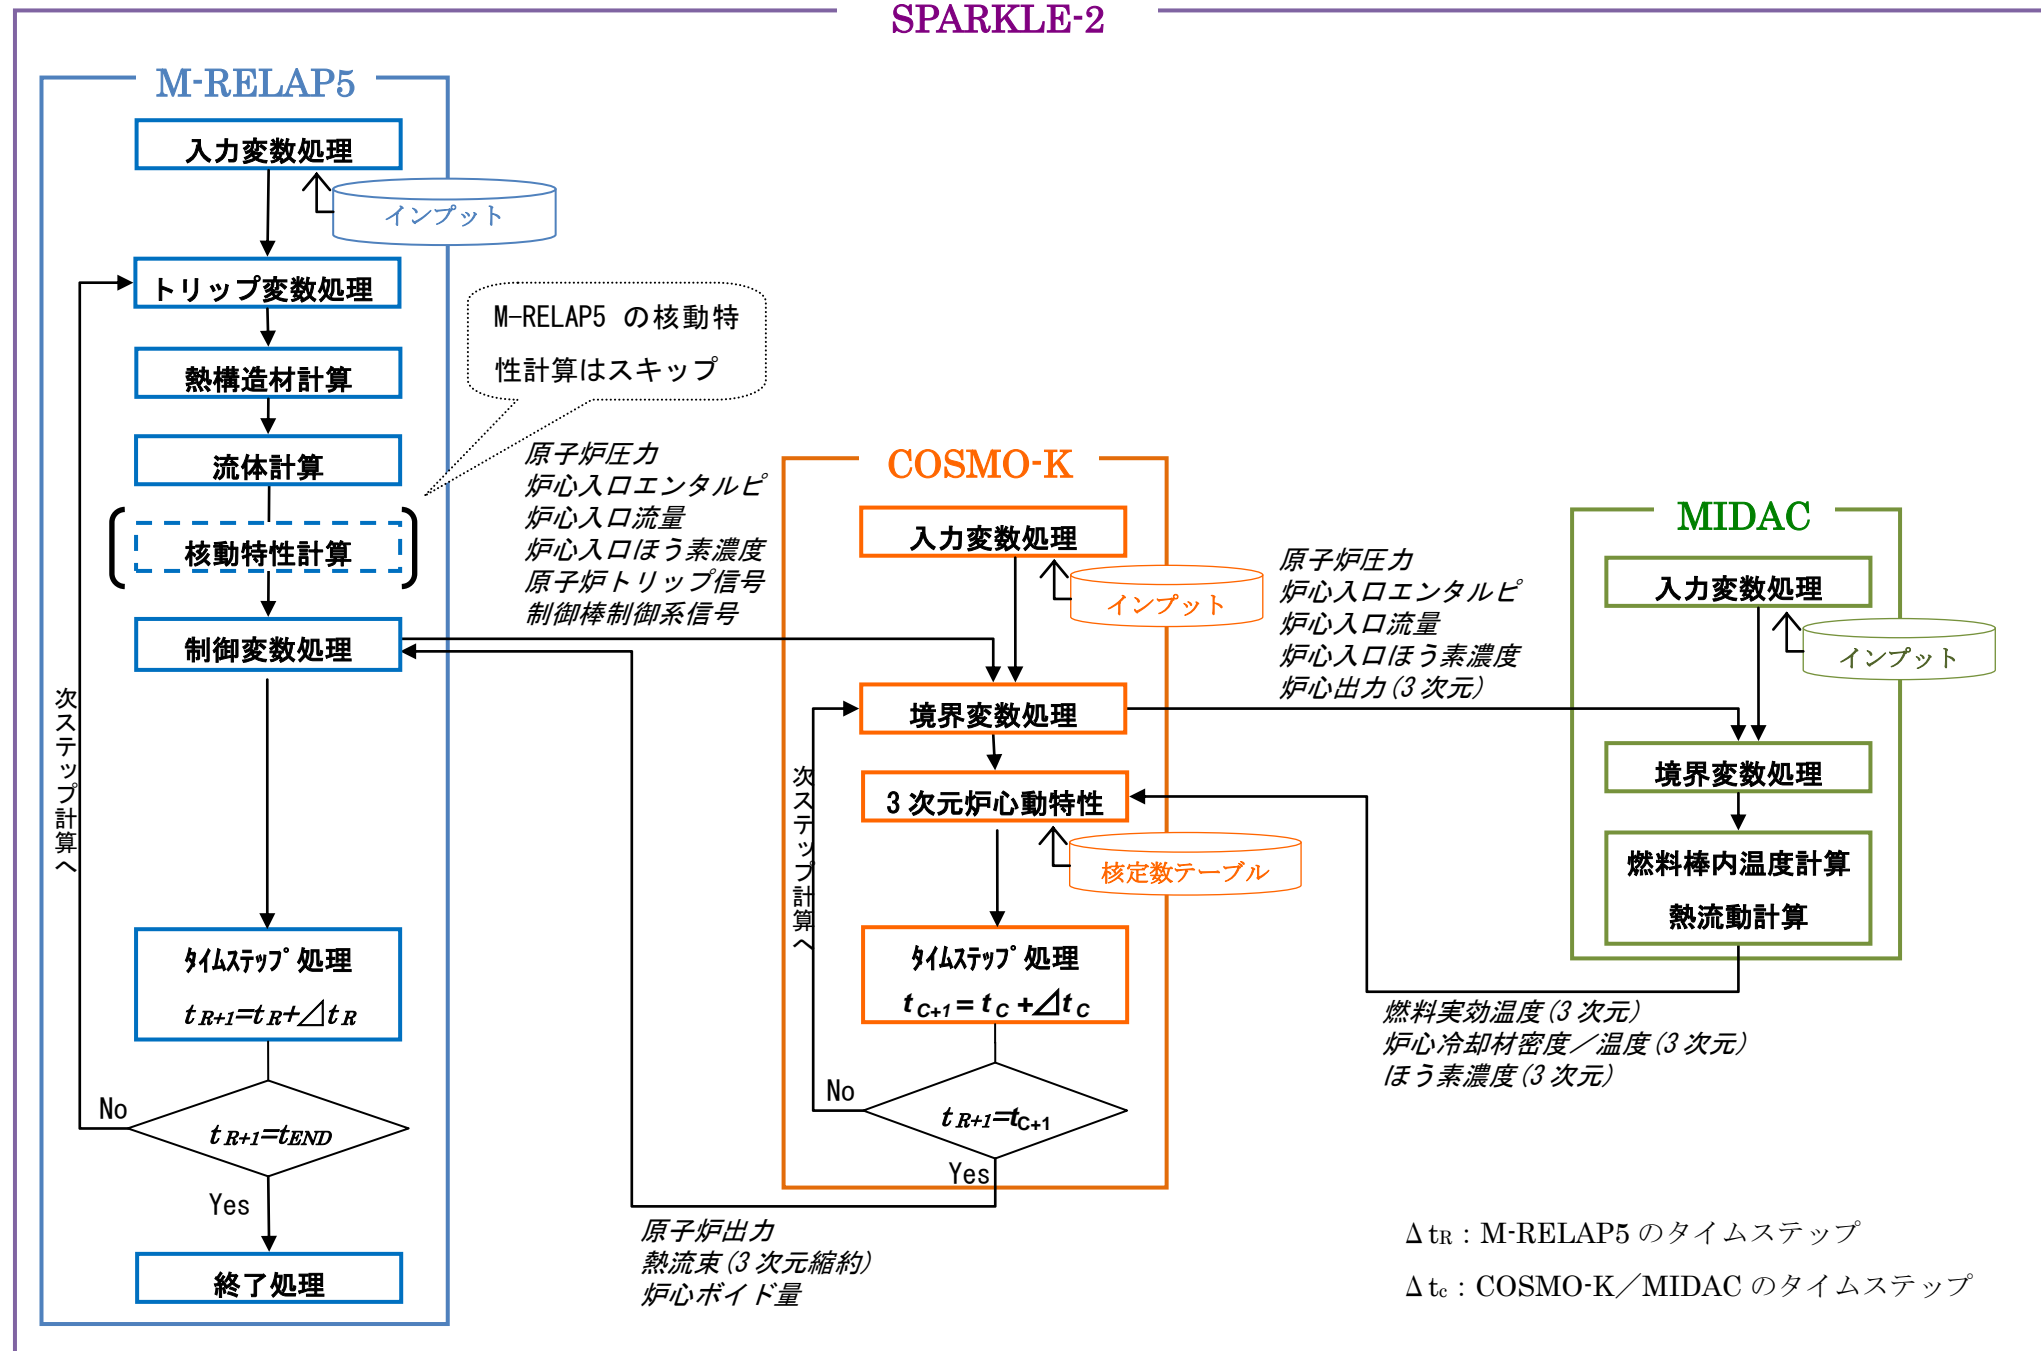 SPARKLE-2
M-RELAP5
入力変数処理
インプット
トリップ変数処理
熱構造材計算
流体計算
核動特性計算
制御変数処理
タイムステップ処理
t R+1=t R+⊿t R
t R+1=tEND
No
Yes
終了処理
次ステップ計算へ
M-RELAP5 の核動特
性計算はスキップ
原子炉圧力
炉心入口エンタルピ
炉心入口流量
炉心入口ほう素濃度
原子炉トリップ信号
制御棒制御系信号
COSMO-K
入力変数処理
インプット
境界変数処理
3 次元炉心動特性
核定数テーブル
タイムステップ処理
t C+1 = t C +⊿t C
t R+1=tC+1
No
Yes
次ステップ計算へ
原子炉出力
熱流束(3 次元縮約)
炉心ボイド量
原子炉圧力
炉心入口エンタルピ
炉心入口流量
炉心入口ほう素濃度
炉心出力(3 次元)
MIDAC
入力変数処理
インプット
境界変数処理
燃料棒内温度計算
熱流動計算
燃料実効温度(3 次元)
炉心冷却材密度／温度(3 次元)
ほう素濃度(3 次元)
Δ tR : M-RELAP5 のタイムステップ
Δ tc : COSMO-K／MIDAC のタイムステップ